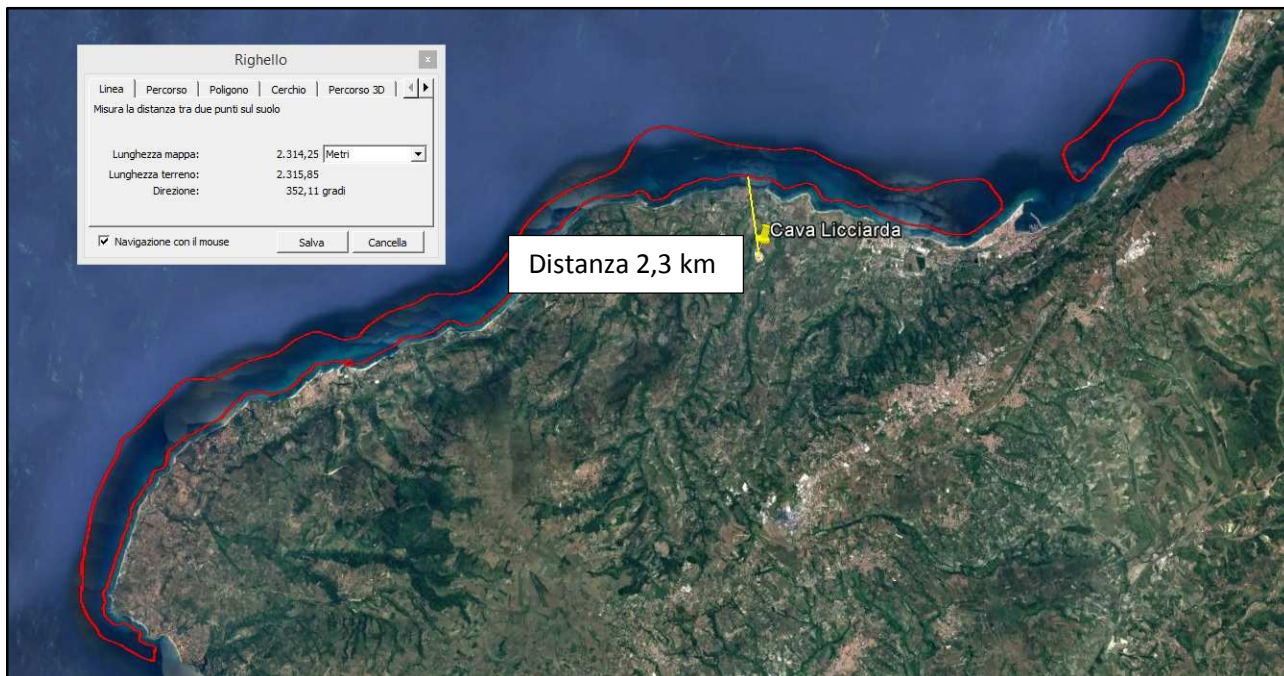 Righello
x
Linea Percorso Poligono Cerchio Percorso 3D
Misura la distanza tra due punti sul suolo
Lunghezza mappa: 2.314,25 Metri
Lunghezza terreno: 2.315,85
Direzione: 352,11 gradi
Navigazione con il mouse Salva Cancella
Cava Licciarda
Distanza 2,3 km